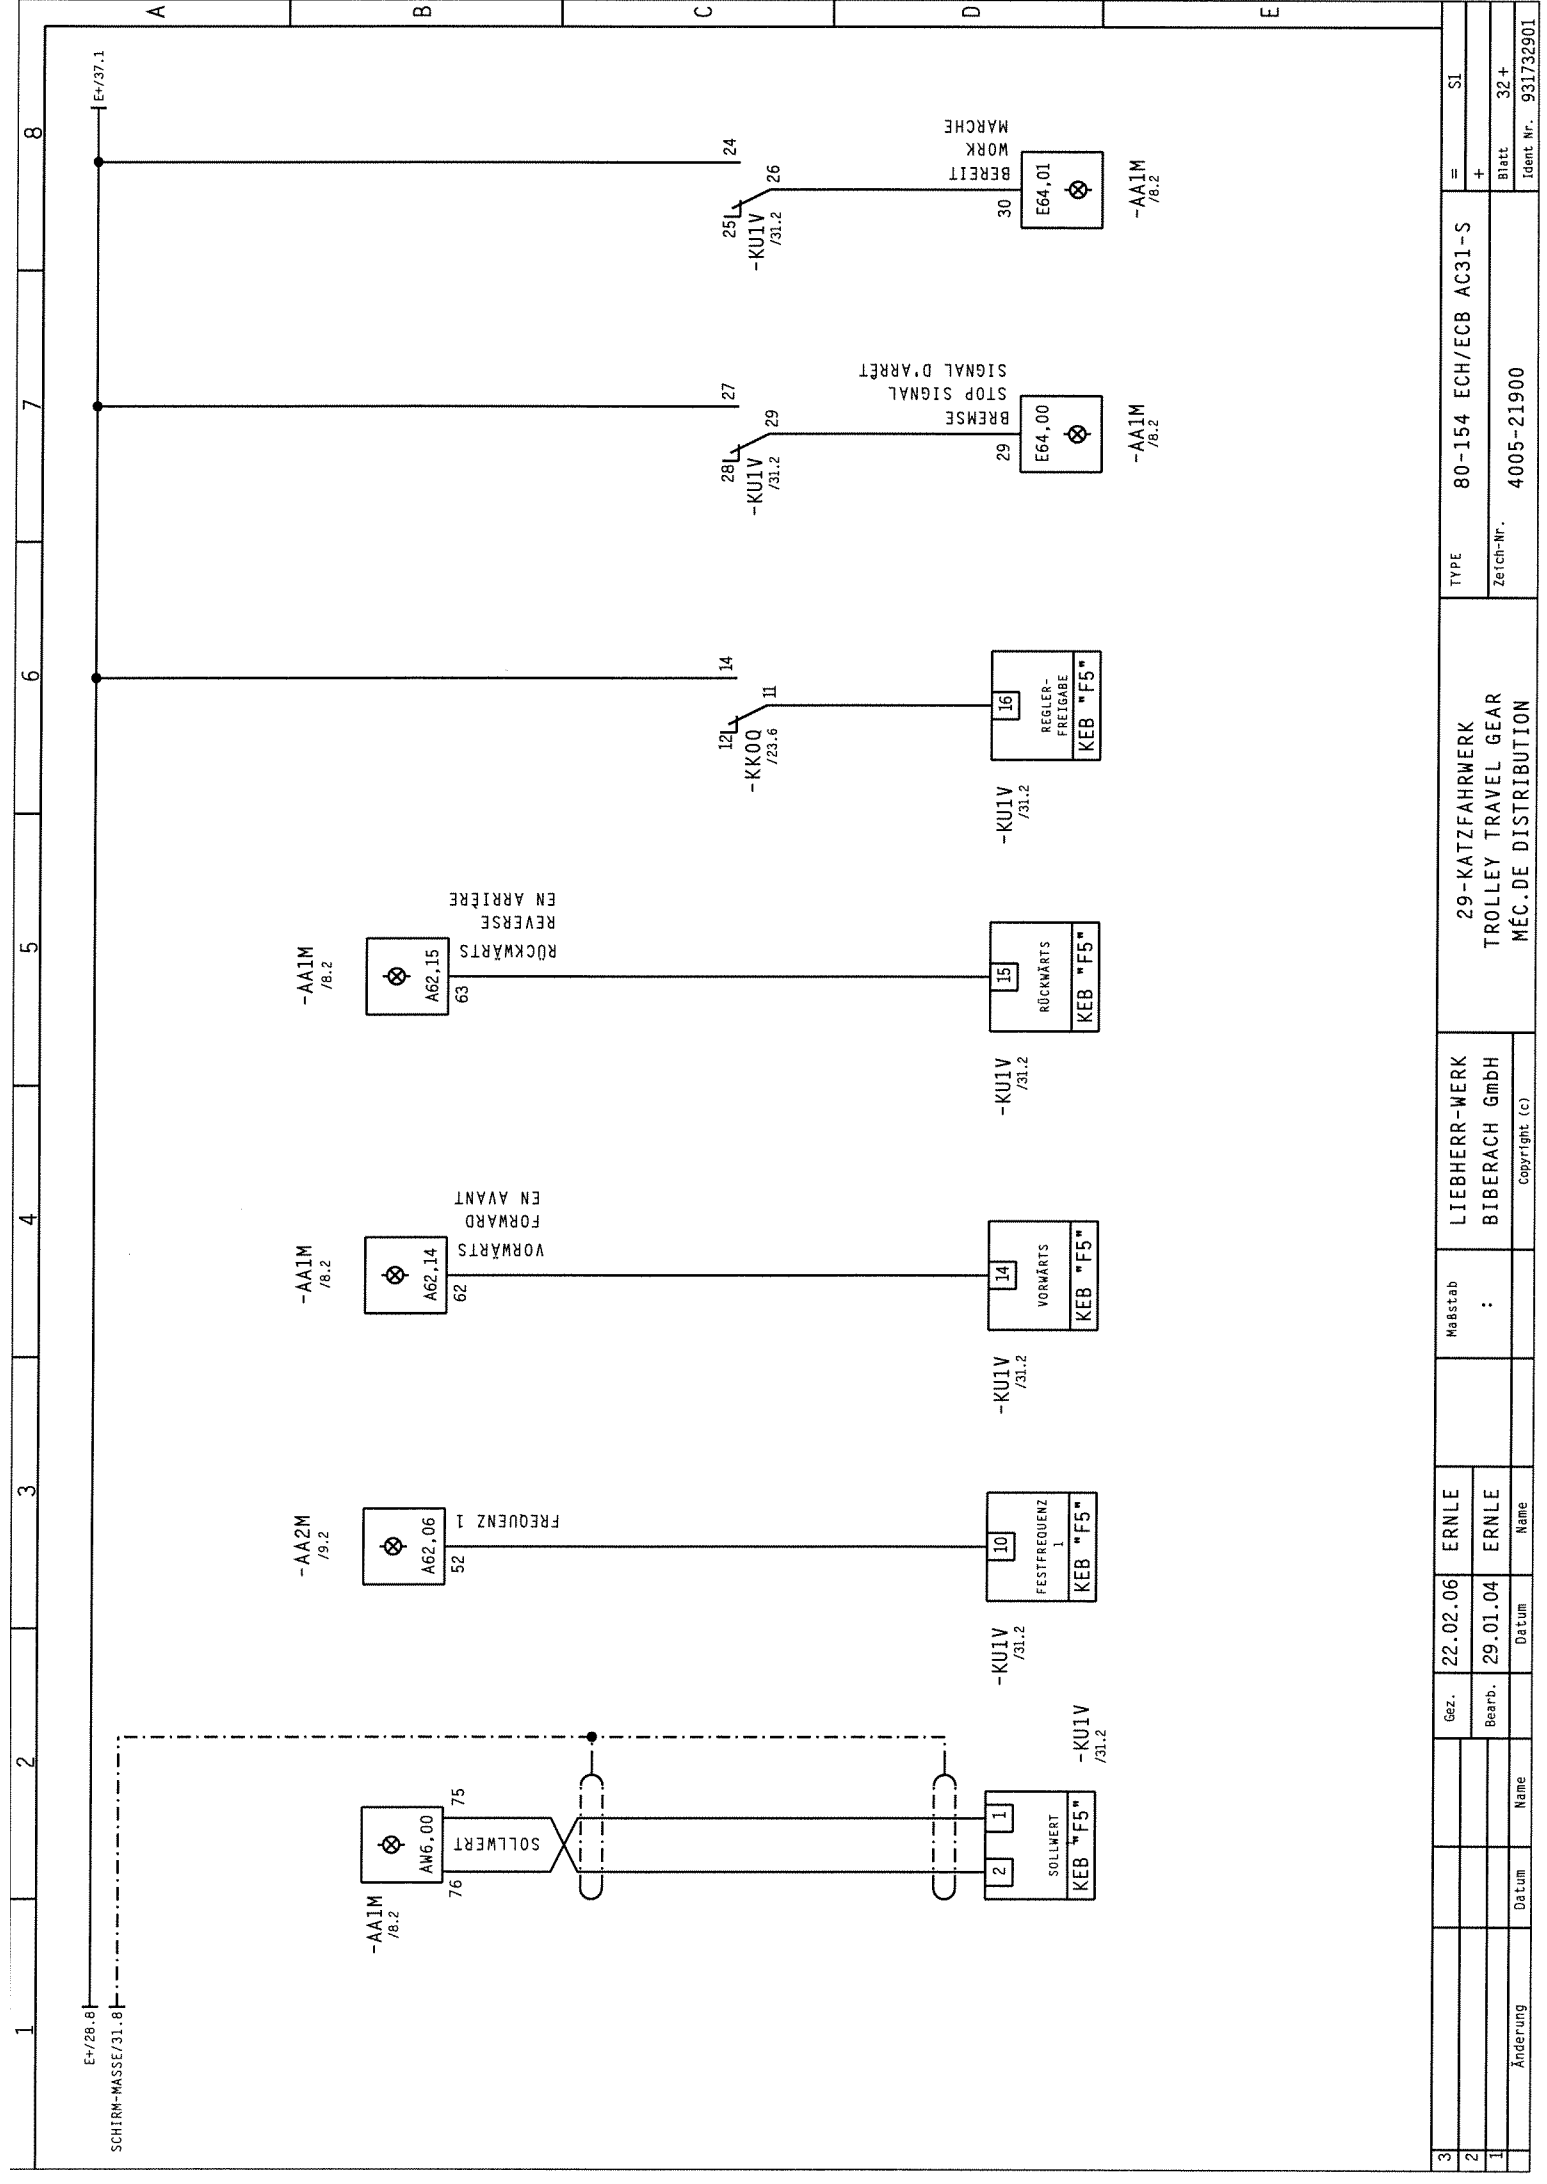 1
2
3
4
5
6
7
8
A
B
C
D
E
E+/28.8
SCHIRM-MASSE/31.8
E+/37.1
-AA1M
/8.2
AW6,00
76
75
SOLLWERT
2
1
SOLLWERT
KEB "F5"
-KU1V
/31.2
-AA2M
/9.2
A62,06
52
FREQUENZ 1
10
FESTFREQUENZ
1
KEB "F5"
-KU1V
/31.2
-AA1M
/8.2
A62,14
62
VORWÄRTS
FORWARD
EN AVANT
14
VORWÄRTS
KEB "F5"
-KU1V
/31.2
-AA1M
/8.2
A62,15
63
RÜCKWÄRTS
REVERSE
EN ARRIÈRE
15
RÜCKWÄRTS
KEB "F5"
-KU1V
/31.2
14
12
11
-KK0Q
/23.6
16
REGLER-
FREIGABE
KEB "F5"
-KU1V
/31.2
27
28
29
-KU1V
/31.2
BREMSE
STOP SIGNAL
SIGNAL D'ARRÊT
29
E64,00
-AA1M
/8.2
24
25
26
-KU1V
/31.2
BEREIT
WORK
MARCHE
30
E64,01
-AA1M
/8.2
3
2
1
Änderung
Datum
Name
Gez.
22.02.06
ERNLE
Bearb.
29.01.04
ERNLE
Datum
Name
Maßstab
:
LIEBHERR-WERK
BIBERACH GmbH
Copyright (c)
29-KATZFAHRWERK
TROLLEY TRAVEL GEAR
MÉC.DE DISTRIBUTION
TYPE
80-154 ECH/ECB AC31-S
Zeich-Nr.
4005-21900
=
S1
+
Blatt
32+
Ident Nr.
931732901